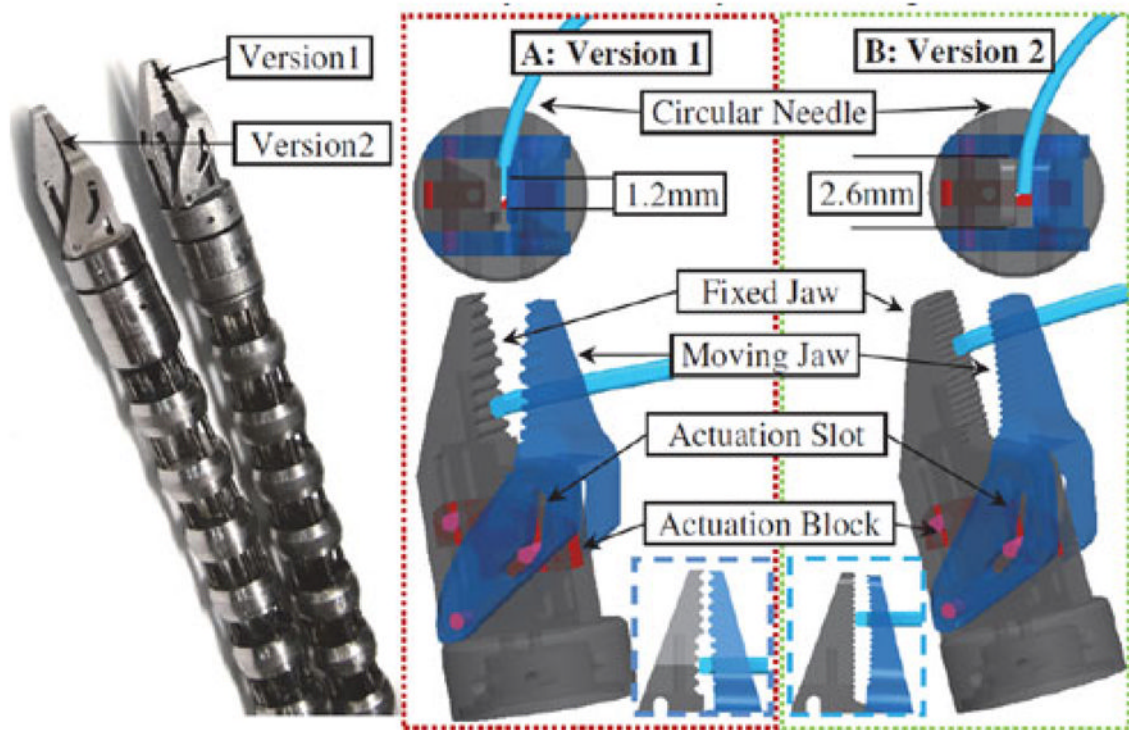 Version1
Version2
A: Version 1
B: Version 2
Circular Needle
1.2mm
2.6mm
Fixed Jaw
Moving Jaw
Actuation Slot
Actuation Block